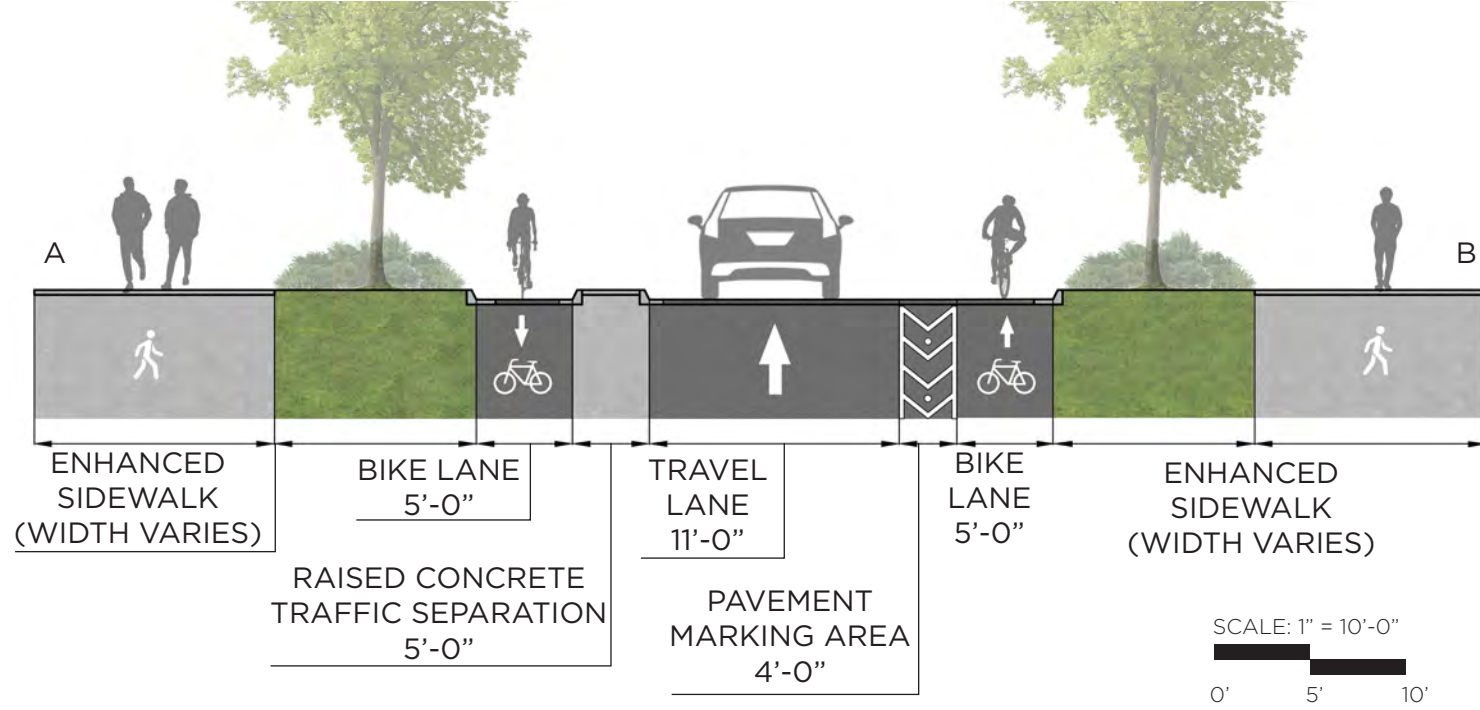 A
B
ENHANCED
SIDEWALK
(WIDTH VARIES)
BIKE LANE
5’-0”
RAISED CONCRETE
TRAFFIC SEPARATION
5’-0”
TRAVEL
LANE
11’-0”
PAVEMENT
MARKING AREA
4’-0”
BIKE
LANE
5’-0”
ENHANCED
SIDEWALK
(WIDTH VARIES)
SCALE: 1” = 10’-0”
0’ 5’ 10’